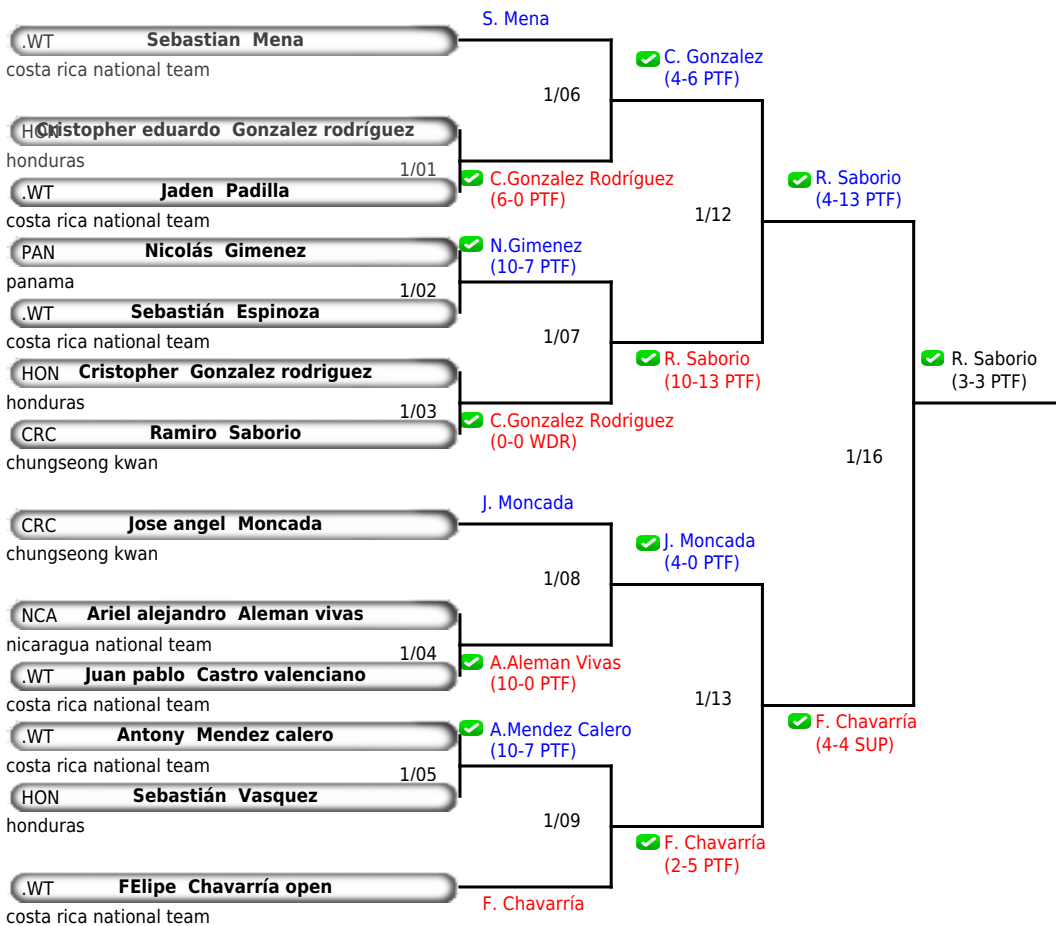 S. Mena
.WT Sebastian Mena
costa rica national team
C. Gonzalez
(4-6 PTF)
1/06
HON Cristopher eduardo Gonzalez rodríguez
honduras
1/01
.WT Jaden Padilla
costa rica national team
C.Gonzalez Rodríguez
(6-0 PTF)
R. Saborio
(4-13 PTF)
1/12
PAN Nicolás Gimenez
panama
N.Gimenez
(10-7 PTF)
1/02
.WT Sebastián Espinoza
costa rica national team
1/07
HON Cristopher Gonzalez rodriguez
honduras
R. Saborio
(10-13 PTF)
R. Saborio
(3-3 PTF)
1/03
CRC Ramiro Saborio
chungseong kwan
C.Gonzalez Rodriguez
(0-0 WDR)
1/16
J. Moncada
CRC Jose angel Moncada
chungseong kwan
J. Moncada
(4-0 PTF)
1/08
NCA Ariel alejandro Aleman vivas
nicaragua national team
1/04
.WT Juan pablo Castro valenciano
costa rica national team
A.Aleman Vivas
(10-0 PTF)
1/13
.WT Antony Mendez calero
costa rica national team
A.Mendez Calero
(10-7 PTF)
F. Chavarría
(4-4 SUP)
1/05
HON Sebastián Vasquez
honduras
1/09
F. Chavarría
(2-5 PTF)
.WT FElipe Chavarría open
costa rica national team
F. Chavarría